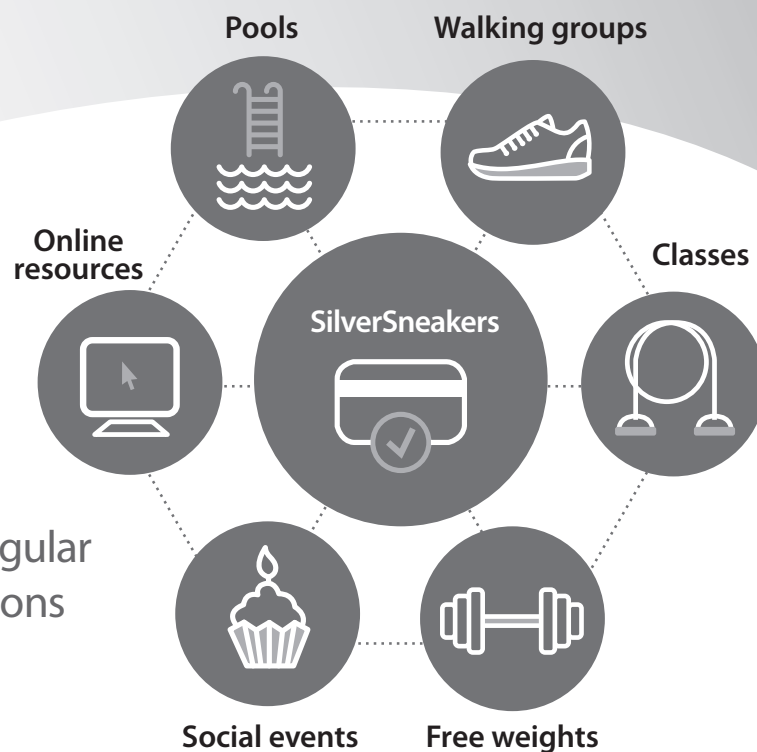 Pools
Walking groups
Online
resources
Classes
SilverSneakers
Social events
Free weights